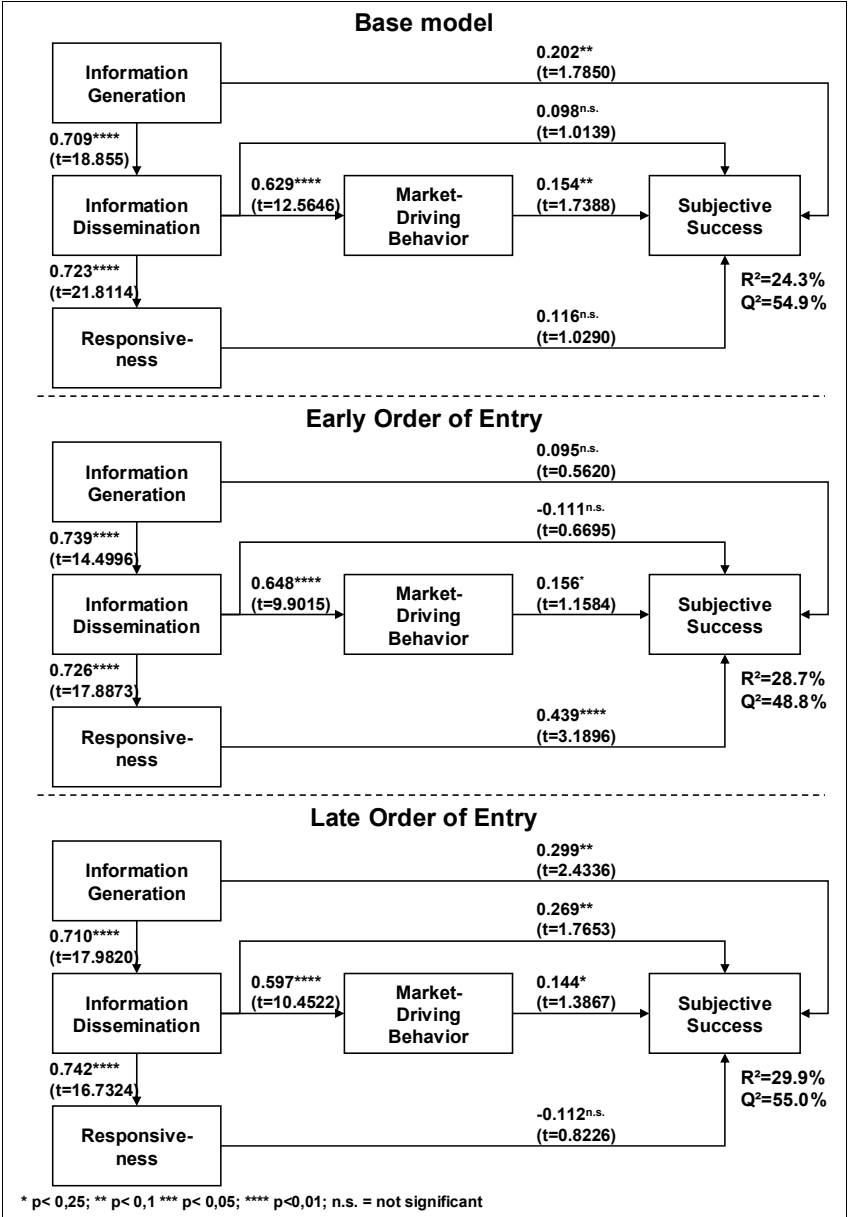 Base model
Information
Generation
0.202**
(t=1.7850)
0.098n.s.
(t=1.0139)
0.709****
(t=18.855)
Information
Dissemination
0.629****
(t=12.5646)
Market-
Driving
Behavior
0.154**
(t=1.7388)
Subjective
Success
0.723****
(t=21.8114)
R²=24.3%
Q²=54.9%
Responsive-
ness
0.116n.s.
(t=1.0290)
Early Order of Entry
Information
Generation
0.095n.s.
(t=0.5620)
-0.111n.s.
(t=0.6695)
0.739****
(t=14.4996)
Information
Dissemination
0.648****
(t=9.9015)
Market-
Driving
Behavior
0.156*
(t=1.1584)
Subjective
Success
0.726****
(t=17.8873)
R²=28.7%
Q²=48.8%
Responsive-
ness
0.439****
(t=3.1896)
Late Order of Entry
Information
Generation
0.299**
(t=2.4336)
0.269**
(t=1.7653)
0.710****
(t=17.9820)
Information
Dissemination
0.597****
(t=10.4522)
Market-
Driving
Behavior
0.144*
(t=1.3867)
Subjective
Success
0.742****
(t=16.7324)
R²=29.9%
Q²=55.0%
Responsive-
ness
-0.112n.s.
(t=0.8226)
* p< 0,25; ** p< 0,1 *** p< 0,05; **** p<0,01; n.s. = not significant